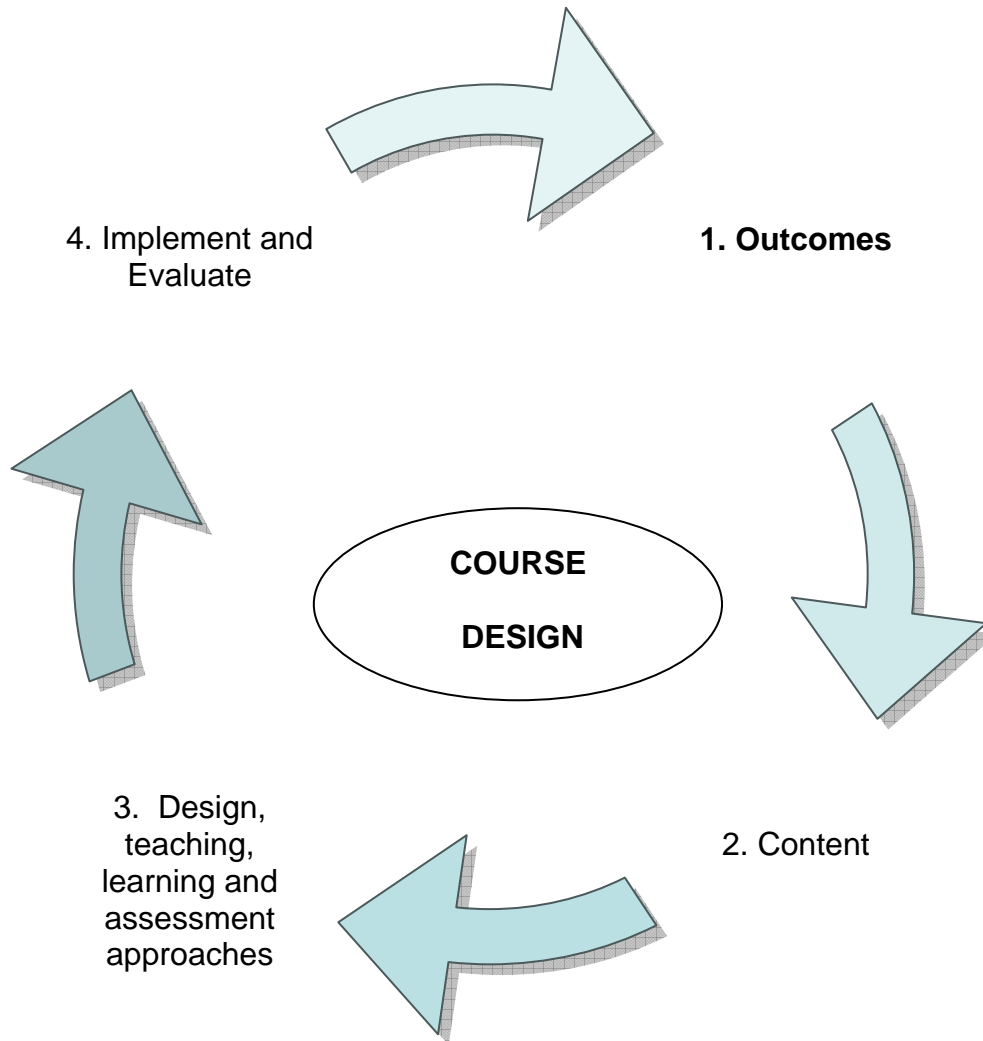 4. Implement and
Evaluate
1. Outcomes
COURSE
DESIGN
3. Design,
teaching,
learning and
assessment
approaches
2. Content